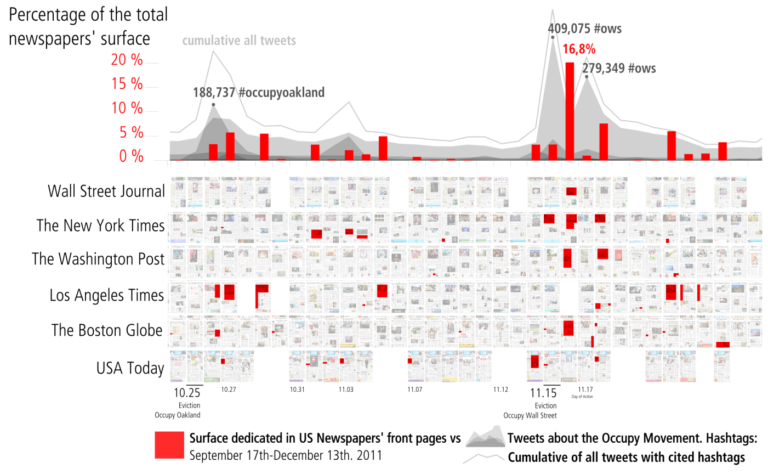 Percentage of the total
newspapers' surface
cumulative all tweets
409,075 #ows
16,8%
279,349 #ows
20 %
188,737 #occupyoakland
15 %
10 %
5 %
0 %
Wall Street Journal
The New York Times
The Washington Post
Los Angeles Times
The Boston Globe
USA Today
10.25 10.27 10.31 11.03 11.07 11.12 11.15 11.17
Eviction
Occupy Oakland
Eviction
Occupy Wall Street
Day of Action
Surface dedicated in US Newspapers' front pages vs
September 17th-December 13th. 2011
Tweets about the Occupy Movement. Hashtags:
Cumulative of all tweets with cited hashtags